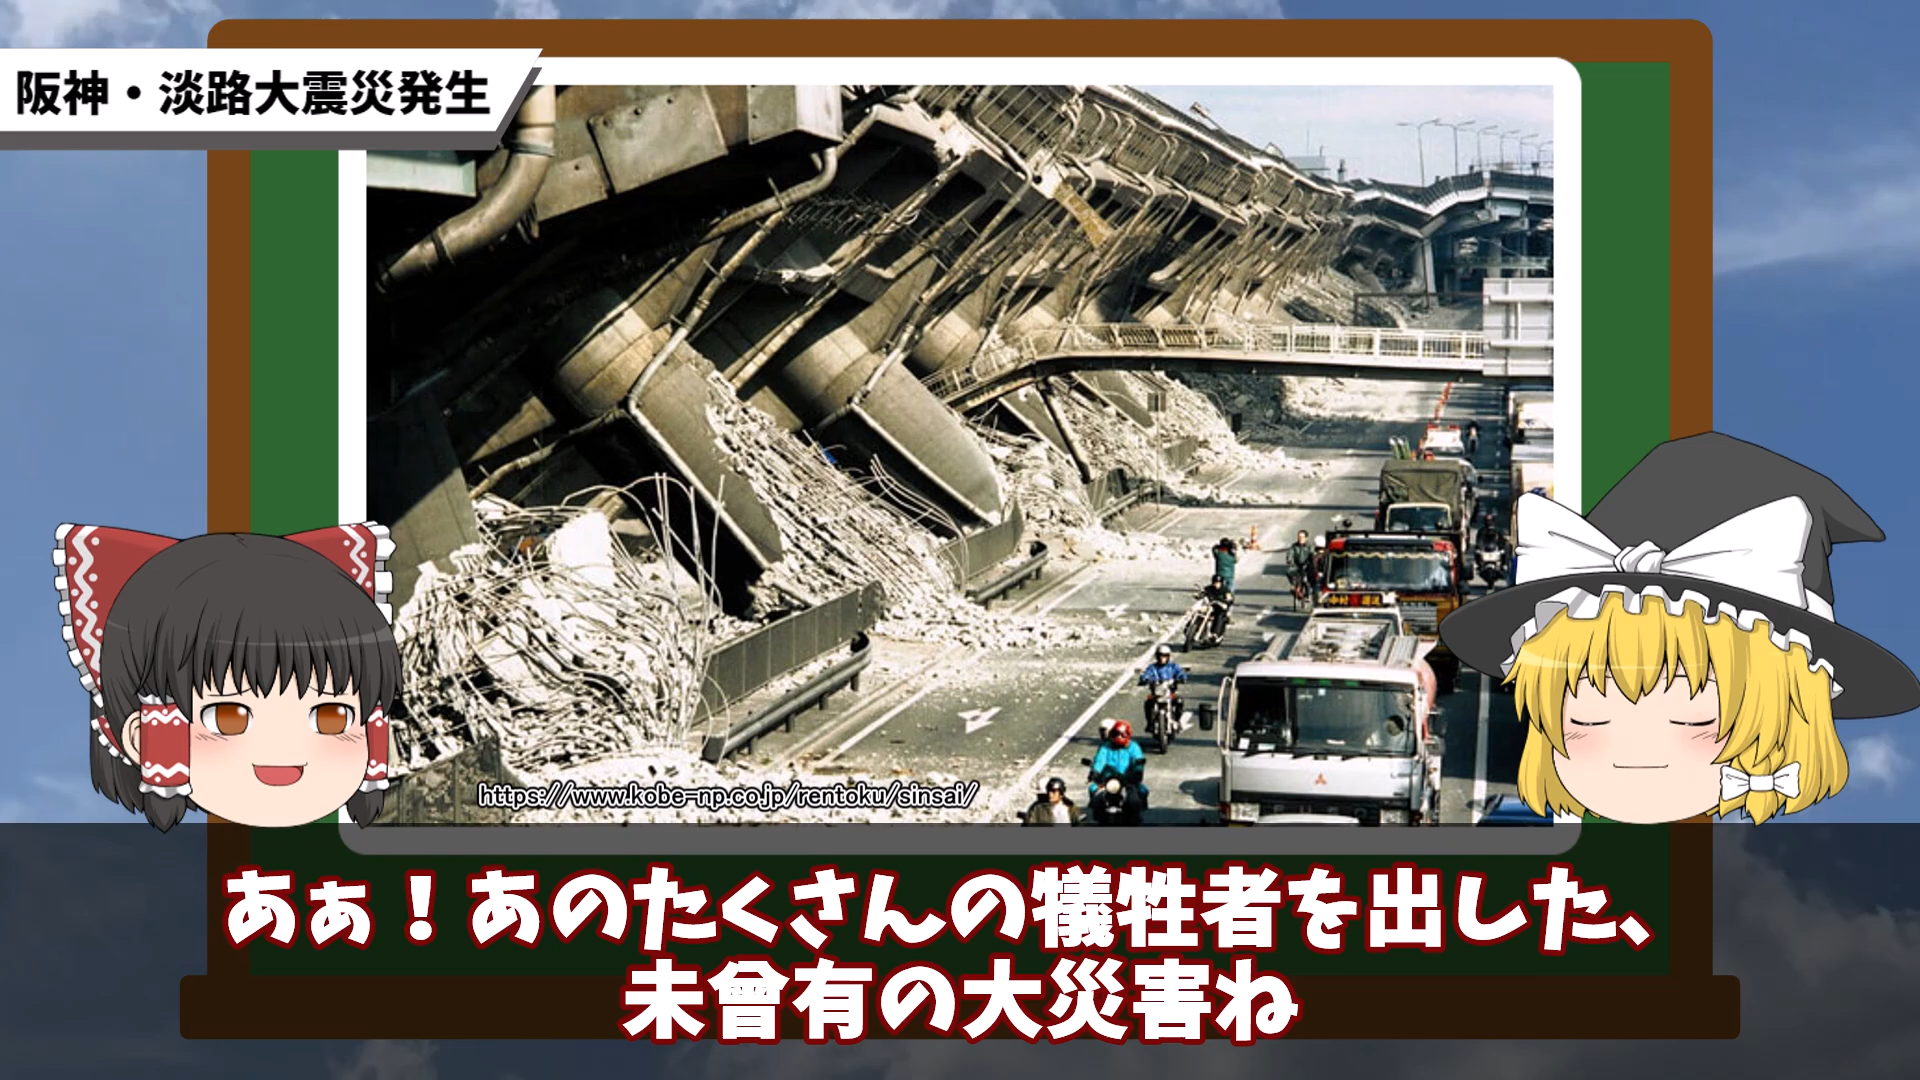 阪神・淡路大震災発生
https://www.kobe-np.co.jp/rentoku/sinsai/
あぁ！あのたくさんの犠牲者を出した、
未曾有の大災害ね